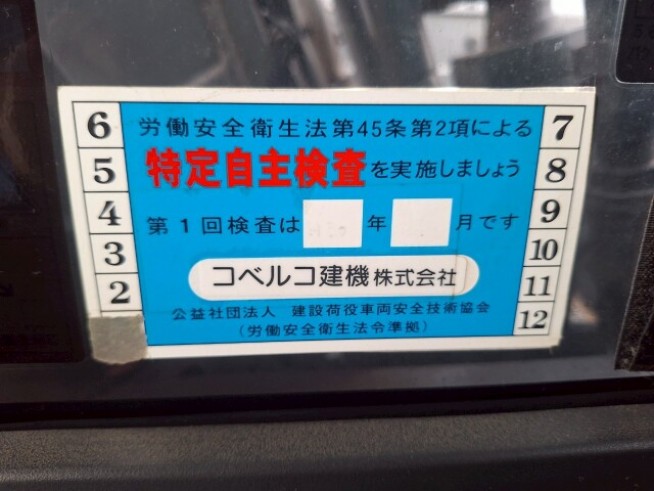 労働安全衛生法第45条第2項による
特定自主検査を実施しましょう
第1回検査は 年 月です
コベルコ建機株式会社
公益社団法人 建設荷役車両安全技術協会
(労働安全衛生法令準拠)
6
5
4
3
2
7
8
9
10
11
12